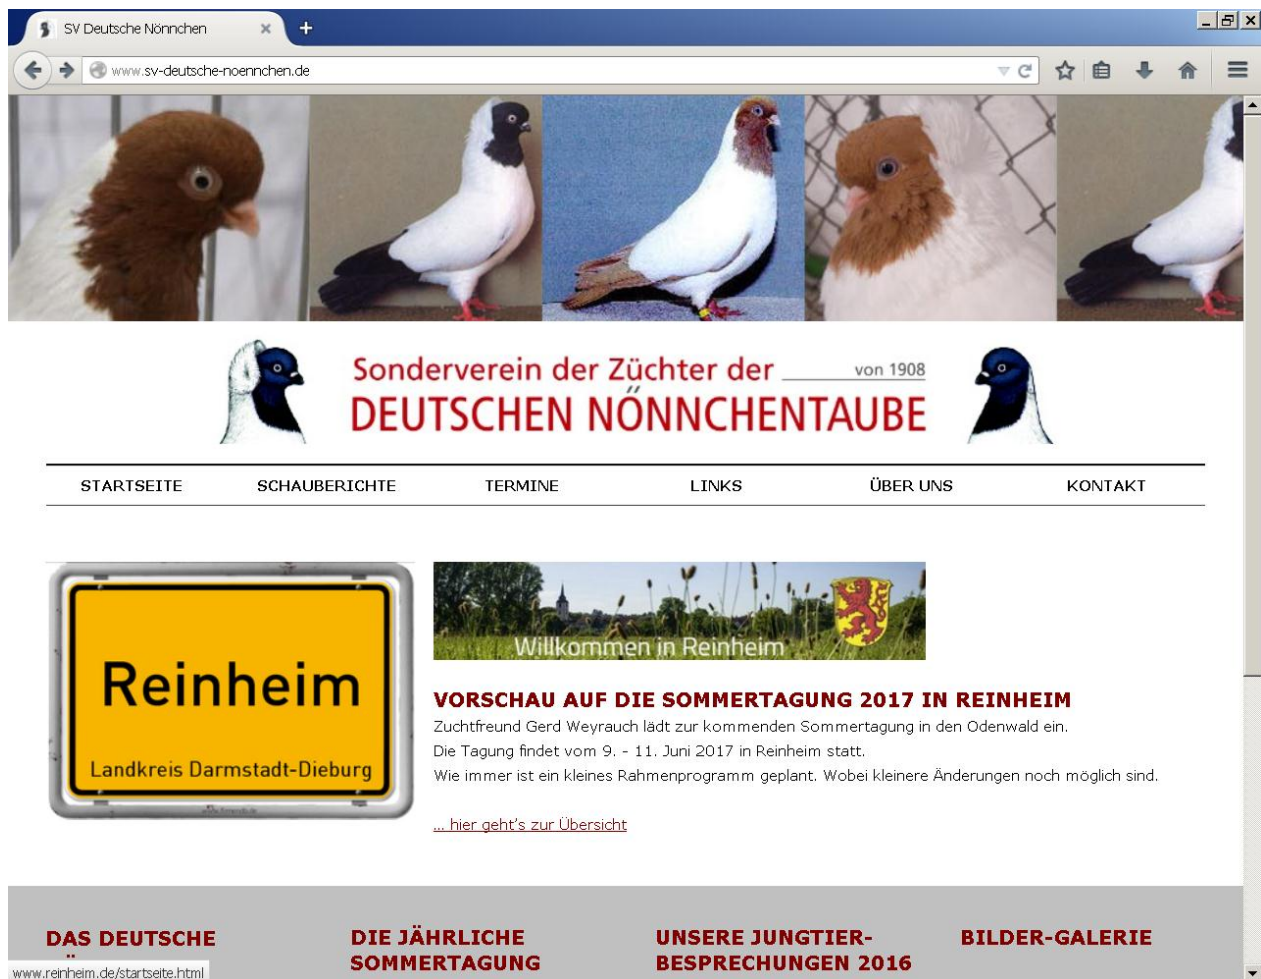 SV Deutsche Nönnchen
www.sv-deutsche-noennchen.de
Sonderverein der Züchter der von 1908
DEUTSCHEN NÖNNCHENTAUBE
STARTSEITE SCHAUBERICHTE TERMINE LINKS ÜBER UNS KONTAKT
Reinheim
Landkreis Darmstadt-Dieburg
Willkommen in Reinheim
VORSCHAU AUF DIE SOMMERTAGUNG 2017 IN REINHEIM
Zuchtfreund Gerd Weyrauch lädt zur kommenden Sommertagung in den Odenwald ein.
Die Tagung findet vom 9. - 11. Juni 2017 in Reinheim statt.
Wie immer ist ein kleines Rahmenprogramm geplant. Wobei kleinere Änderungen noch möglich sind.
... hier geht's zur Übersicht
DAS DEUTSCHE
DIE JÄHRLICHE
SOMMERTAGUNG
UNSERE JUNGTIER-
BESPRECHUNGEN 2016
BILDER-GALERIE
www.reinheim.de/startseite.html